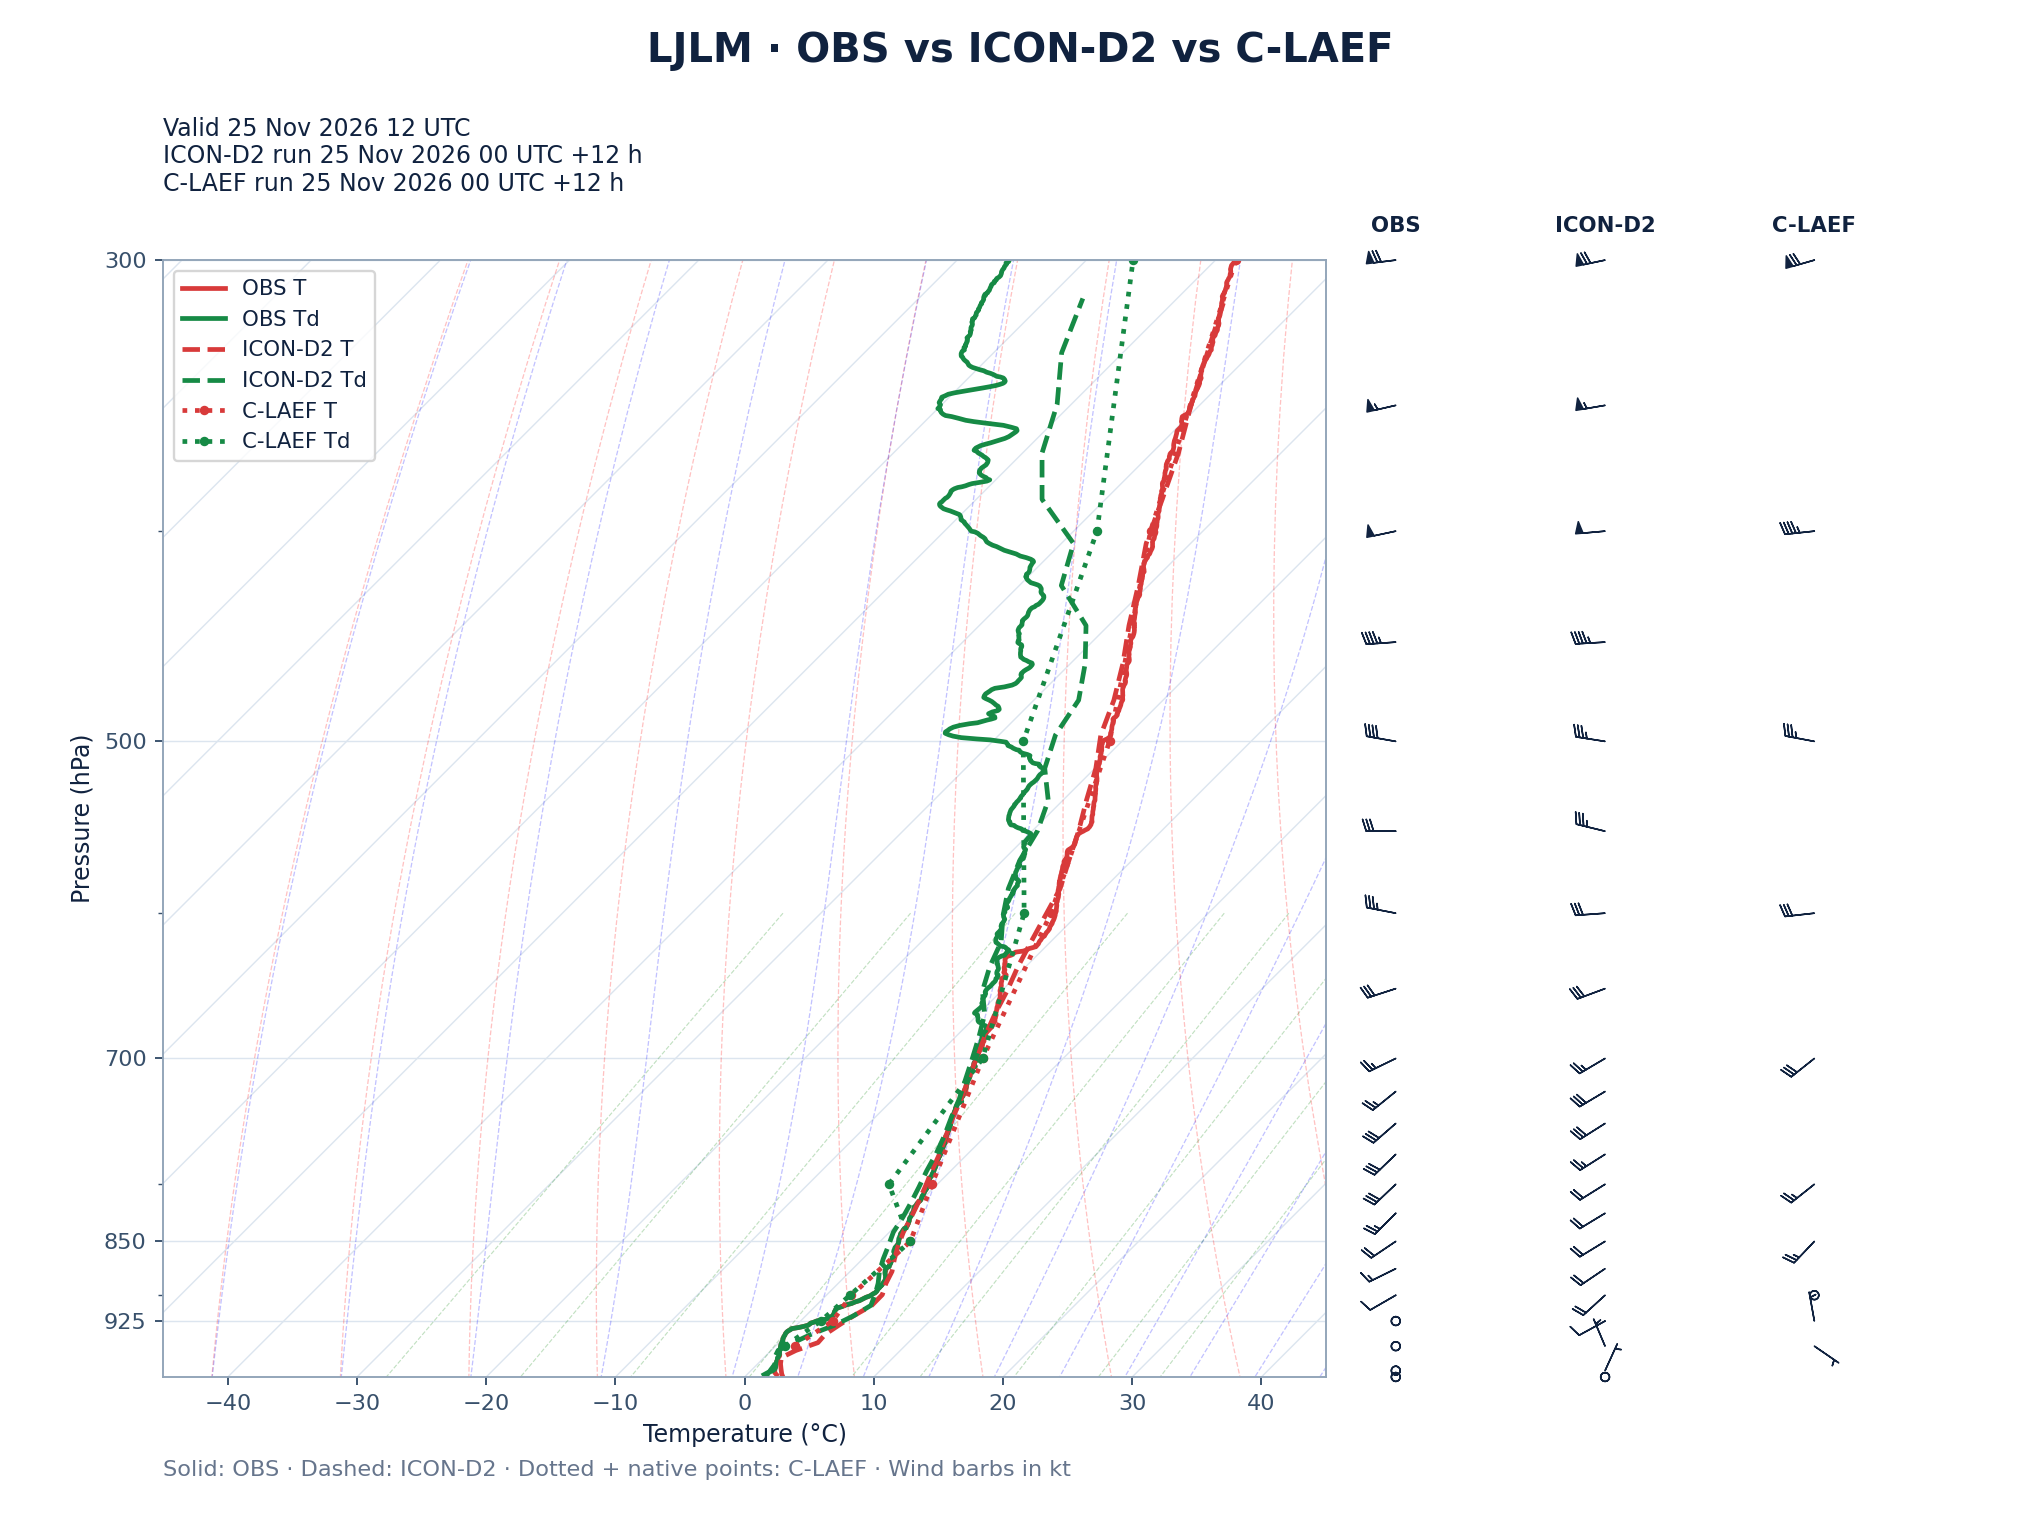 LJLM · OBS vs ICON-D2 vs C-LAEF
Valid 25 Nov 2026 12 UTC
ICON-D2 run 25 Nov 2026 00 UTC +12 h
C-LAEF run 25 Nov 2026 00 UTC +12 h
OBS ICON-D2 C-LAEF
OBS T
OBS Td
ICON-D2 T
ICON-D2 Td
C-LAEF T
C-LAEF Td
Pressure (hPa)
300
500
700
850
925
−40 −30 −20 −10 0 10 20 30 40
Temperature (°C)
Solid: OBS · Dashed: ICON-D2 · Dotted + native points: C-LAEF · Wind barbs in kt